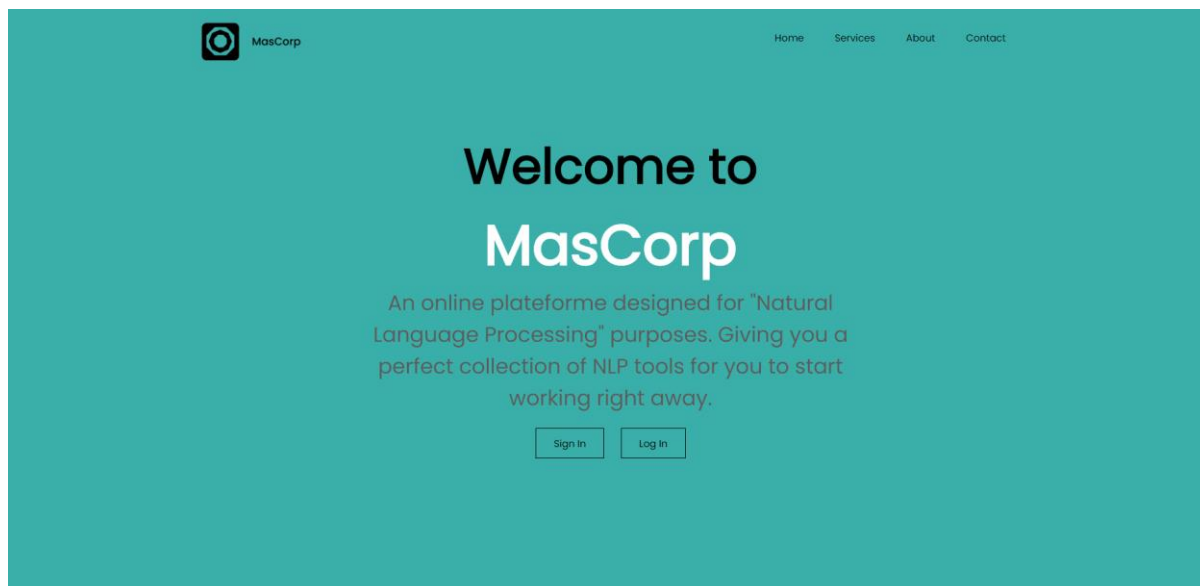 MasCorp
Home Services About Contact
Welcome to
MasCorp
An online plateforme designed for "Natural
Language Processing" purposes. Giving you a
perfect collection of NLP tools for you to start
working right away.
Sign In Log In